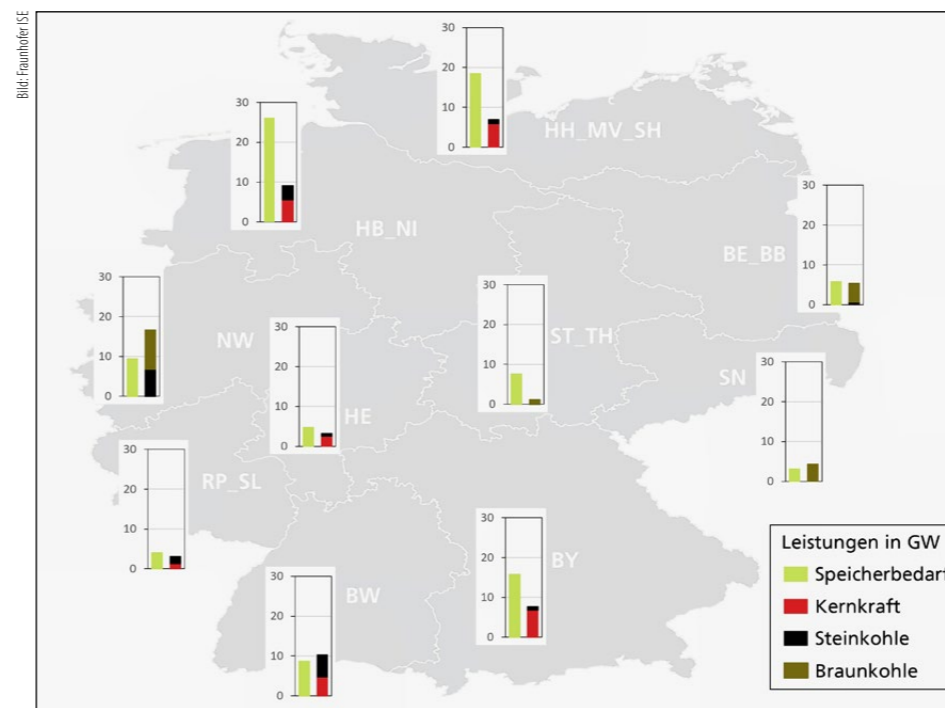 Bild: Fraunhofer ISE
30
20
10
0
HH_MV_SH
30
20
10
0
HB_NI
30
20
10
0
BE_BB
30
20
10
0
NW
30
20
10
0
HE
30
20
10
0
ST_TH
30
20
10
0
SN
30
20
10
0
RP_SL
30
20
10
0
BW
30
20
10
0
BY
Leistungen in GW
Speicherbedarf
Kernkraft
Steinkohle
Braunkohle